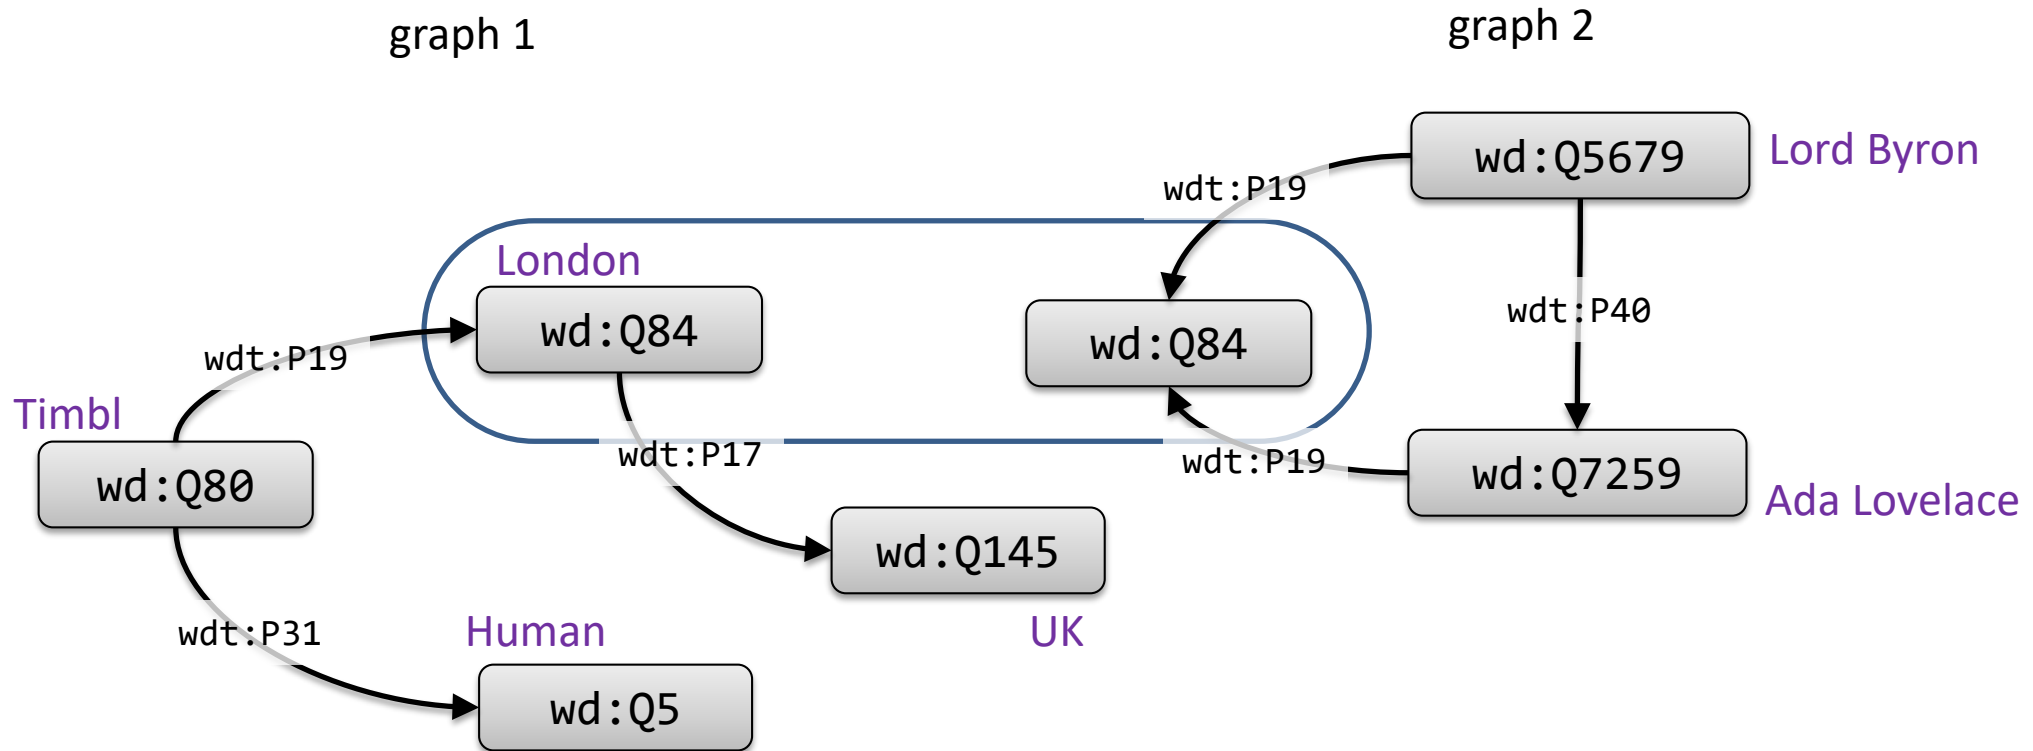 graph 1
graph 2
wd:Q5679
Lord Byron
wdt:P19
London
wd:Q84
wd:Q84
wdt:P40
wdt:P19
Timbl
wdt:P17
wdt:P19
wd:Q7259
Ada Lovelace
wd:Q80
wd:Q145
wdt:P31
Human
UK
wd:Q5